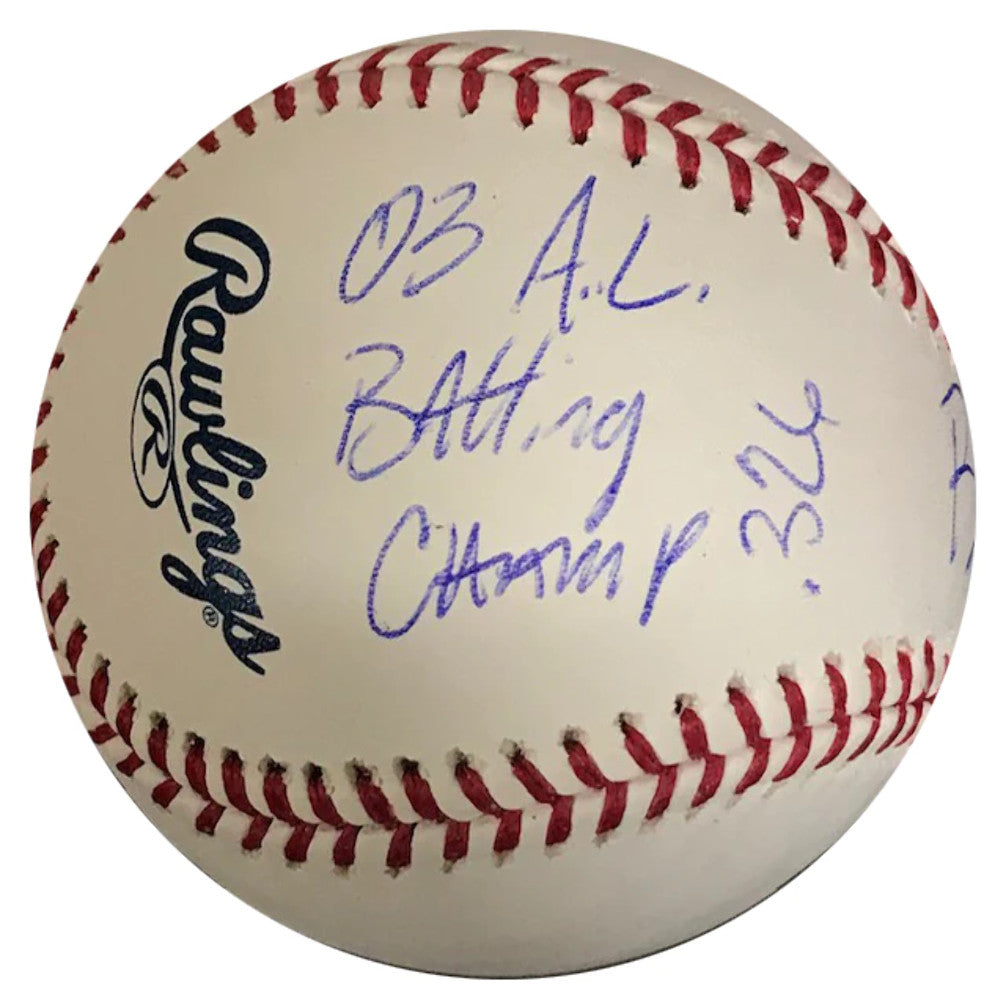 03 A.L.
BAtting
CHAMP
.326
Rawlings®
R